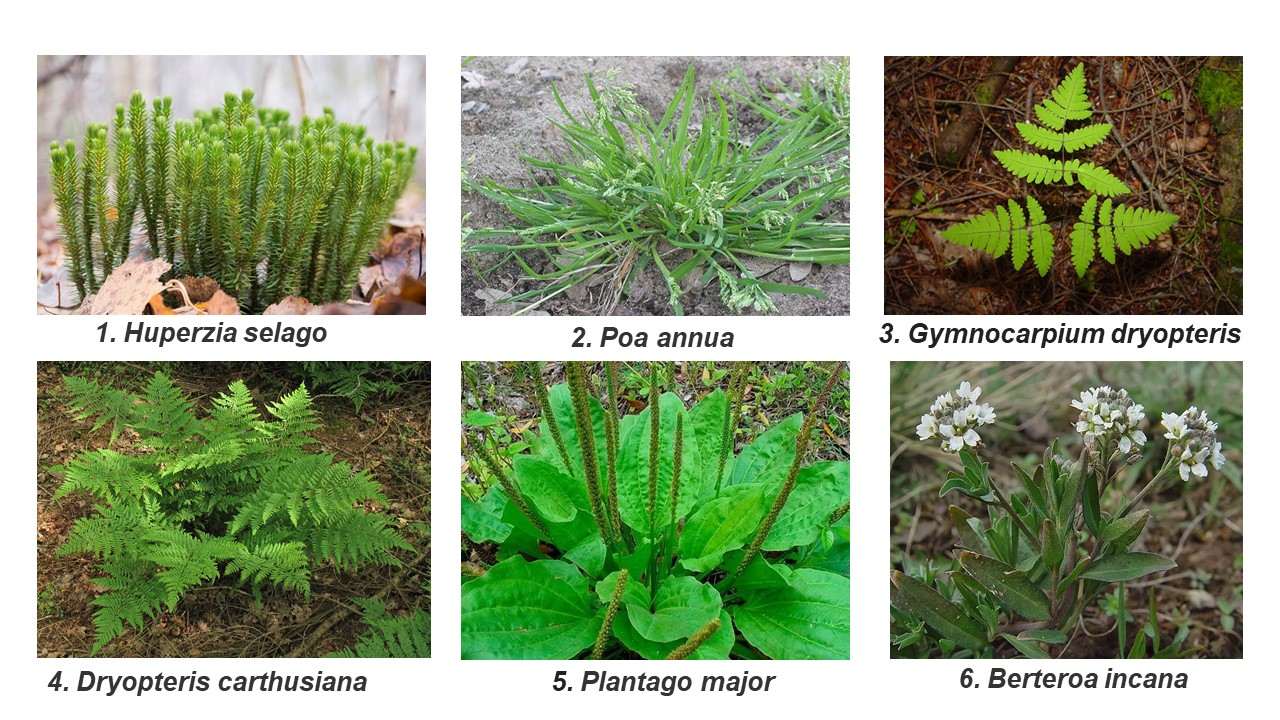 1. Huperzia selago
2. Poa annua
3. Gymnocarpium dryopteris
4. Dryopteris carthusiana
5. Plantago major
6. Berteroa incana